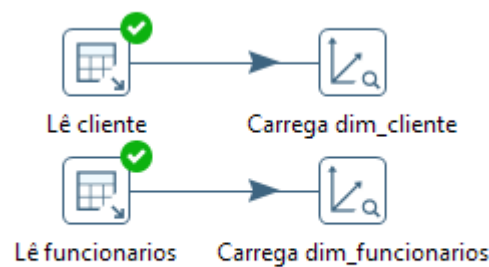 Lê cliente
Carrega dim_cliente
Lê funcionarios
Carrega dim_funcionarios